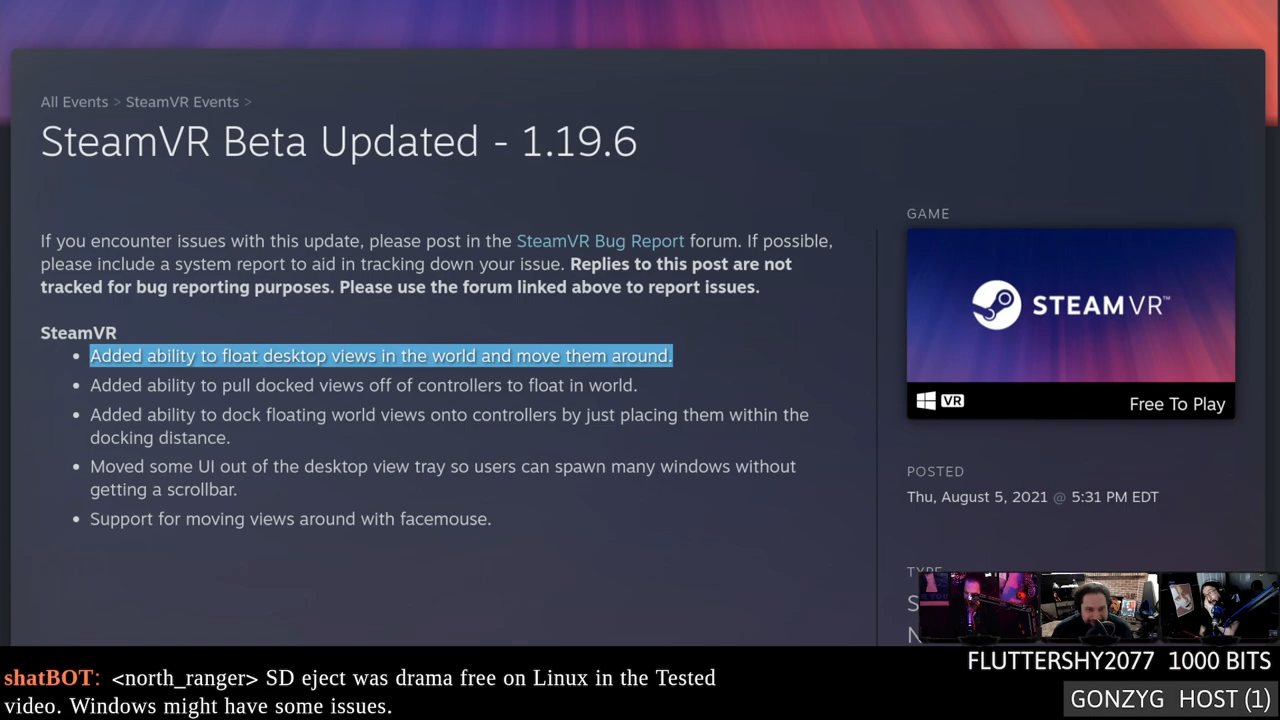 All Events > SteamVR Events >
SteamVR Beta Updated - 1.19.6
If you encounter issues with this update, please post in the SteamVR Bug Report forum. If possible,
please include a system report to aid in tracking down your issue. Replies to this post are not
tracked for bug reporting purposes. Please use the forum linked above to report issues.
SteamVR
• Added ability to float desktop views in the world and move them around.
• Added ability to pull docked views off of controllers to float in world.
• Added ability to dock floating world views onto controllers by just placing them within the
docking distance.
• Moved some UI out of the desktop view tray so users can spawn many windows without
getting a scrollbar.
• Support for moving views around with facemouse.
GAME
STEAMVR™
VR
Free To Play
POSTED
Thu, August 5, 2021 @ 5:31 PM EDT
TYPE
S
N
FLUTTERSHY2077 1000 BITS
GONZYG HOST (1)
shatBOT: <north_ranger> SD eject was drama free on Linux in the Tested
video. Windows might have some issues.